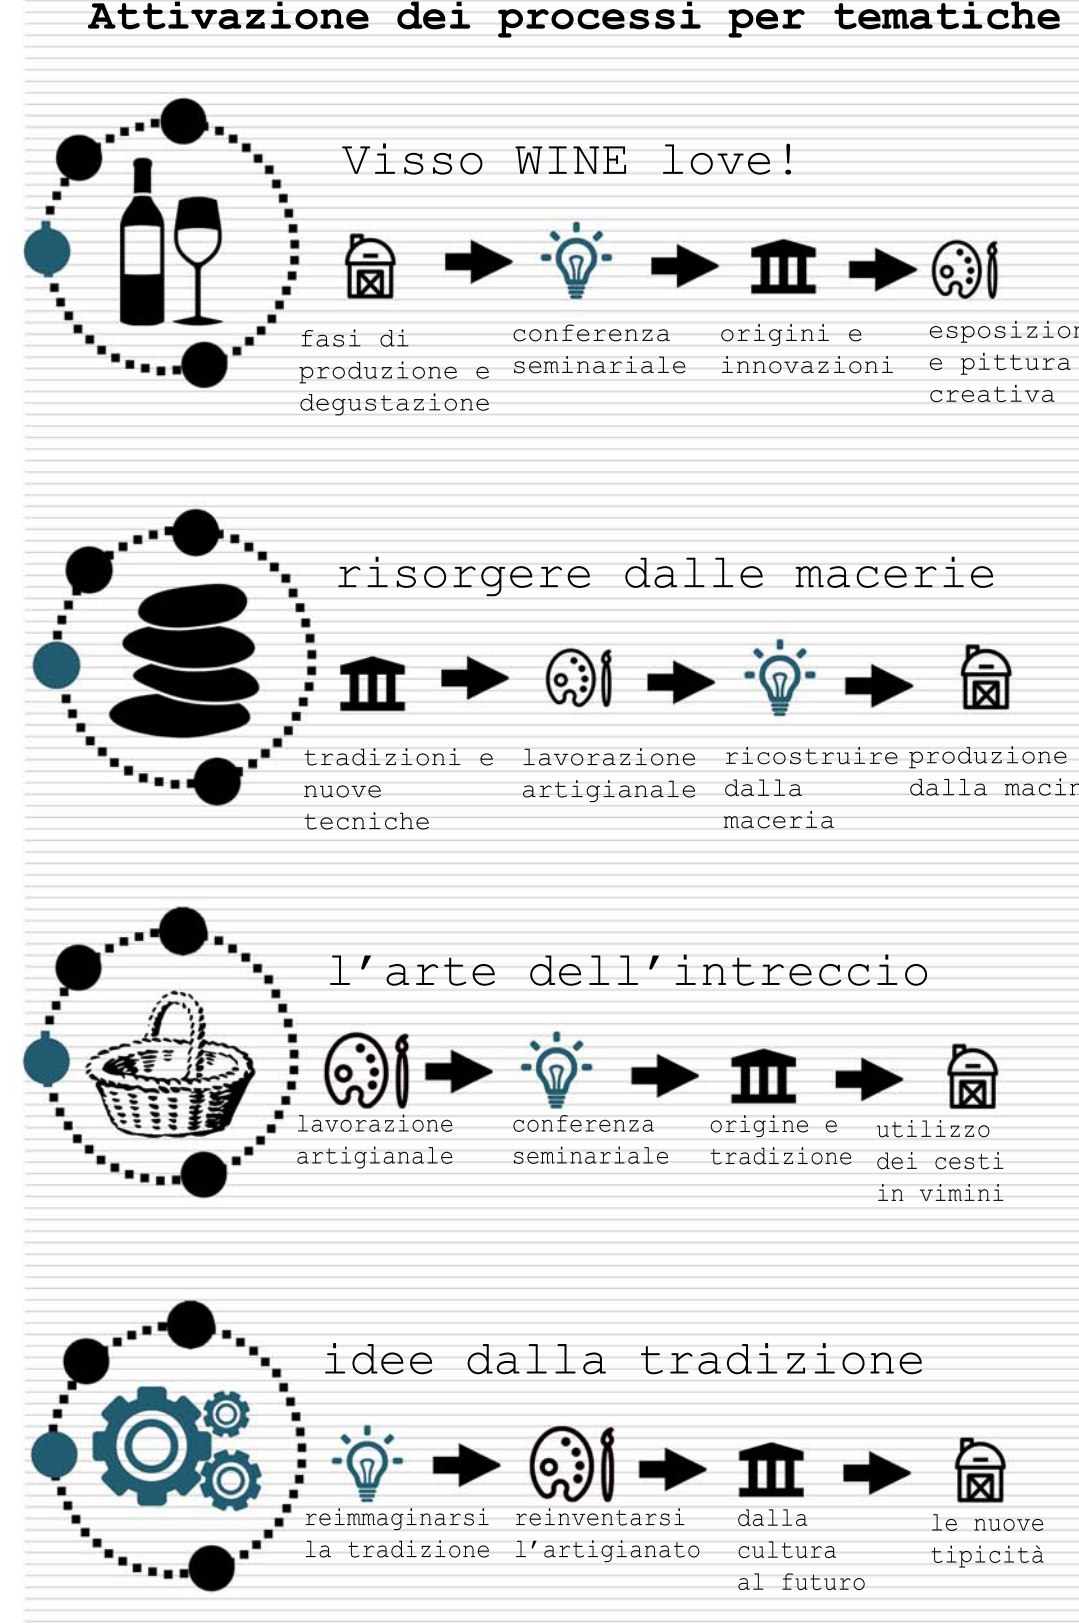 Attivazione dei processi per tematiche
Visso WINE love!
fasi di
produzione e
degustazione
conferenza
seminariale
origini e
innovazioni
esposizion
e pittura
creativa
risorgere dalle macerie
tradizioni e
nuove
tecniche
lavorazione
artigianale
ricostruire
dalla
maceria
produzione
dalla macin
l’arte dell’intreccio
lavorazione
artigianale
conferenza
seminariale
origine e
tradizione
utilizzo
dei cesti
in vimini
idee dalla tradizione
reimmaginarsi
la tradizione
reinventarsi
l’artigianato
dalla
cultura
al futuro
le nuove
tipicità